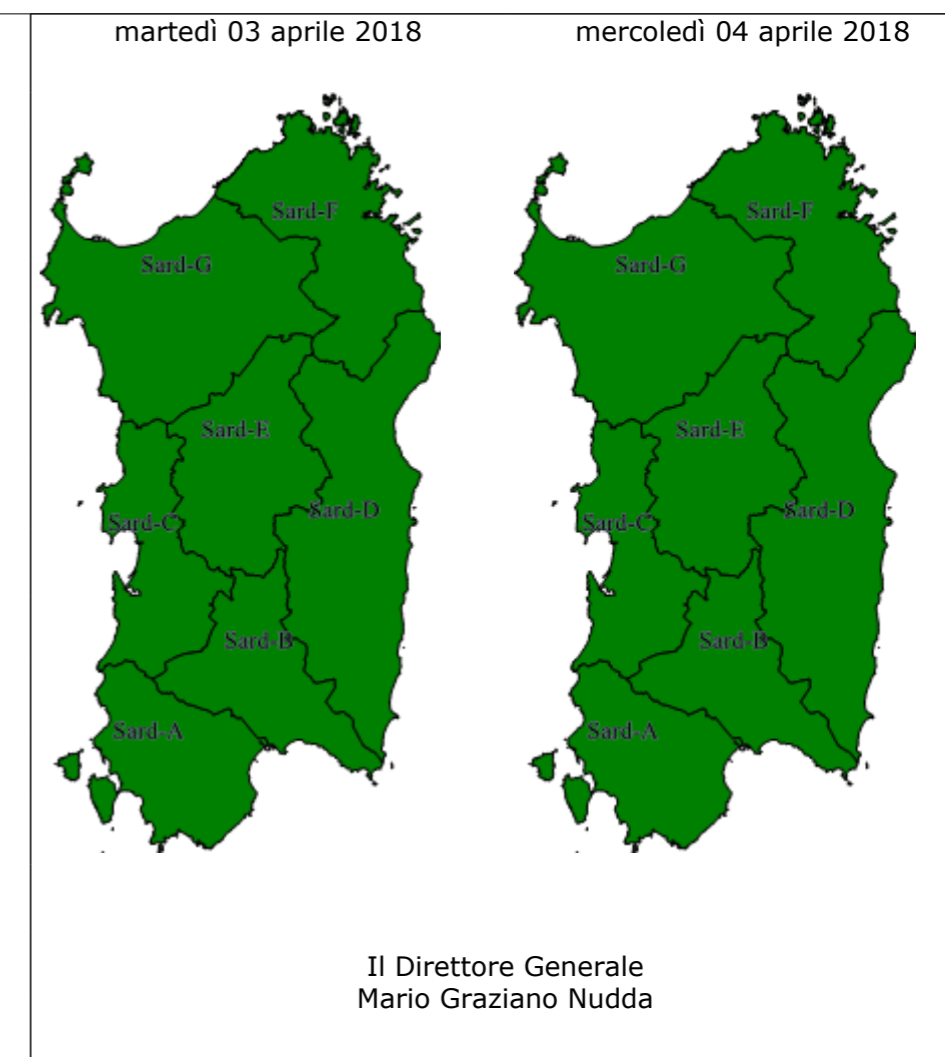 martedì 03 aprile 2018
mercoledì 04 aprile 2018
Sard-F
Sard-G
Sard-E
Sard-D
Sard-C
Sard-B
Sard-A
Sard-F
Sard-G
Sard-E
Sard-D
Sard-C
Sard-B
Sard-A
Il Direttore Generale
Mario Graziano Nudda